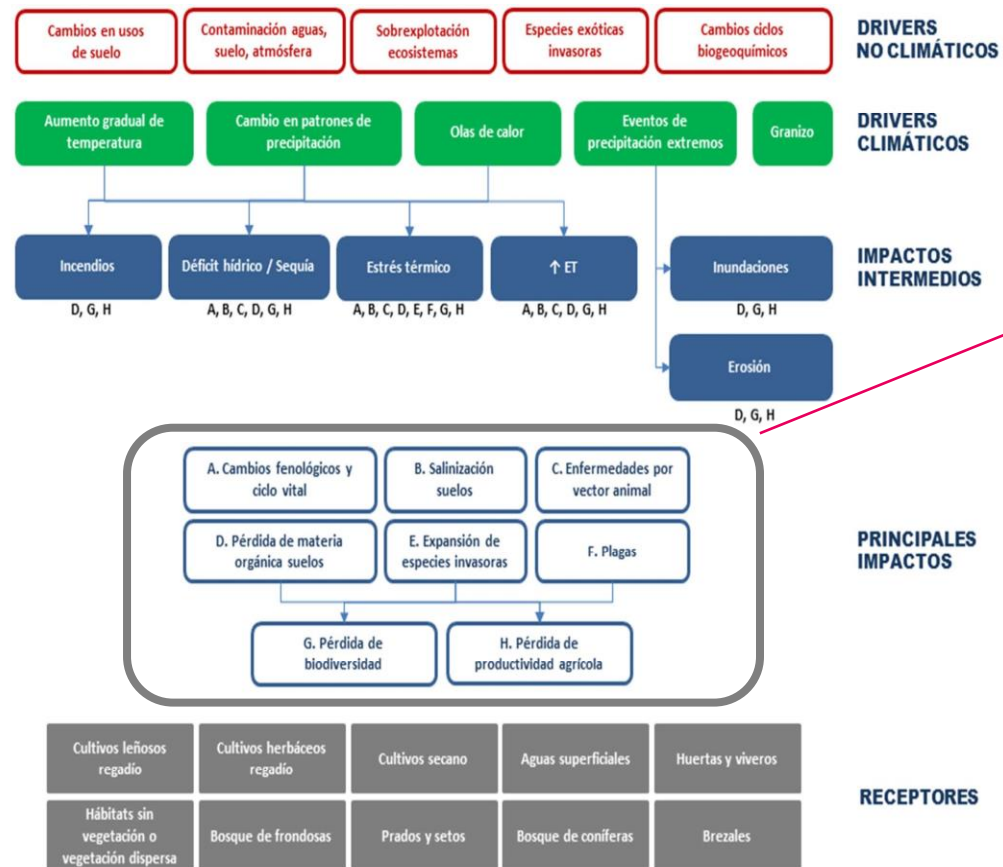 Cambios en usos
de suelo
Contaminación aguas,
suelo, atmósfera
Sobrexplotación
ecosistemas
Especies exóticas
invasoras
Cambios ciclos
biogeoquímicos
DRIVERS
NO CLIMÁTICOS
Aumento gradual de
temperatura
Cambio en patrones de
precipitación
Olas de calor
Eventos de
precipitación extremos
Granizo
DRIVERS
CLIMÁTICOS
Incendios
Déficit hídrico / Sequía
Estrés térmico
↑ ET
Inundaciones
IMPACTOS
INTERMEDIOS
D, G, H
A, B, C, D, G, H
A, B, C, D, E, F, G, H
A, B, C, D, G, H
D, G, H
Erosión
D, G, H
A. Cambios fenológicos y
ciclo vital
B. Salinización
suelos
C. Enfermedades por
vector animal
D. Pérdida de materia
orgánica suelos
E. Expansión de
especies invasoras
F. Plagas
PRINCIPALES
IMPACTOS
G. Pérdida de
biodiversidad
H. Pérdida de
productividad agrícola
Cultivos leñosos
regadío
Cultivos herbáceos
regadío
Cultivos secano
Aguas superficiales
Huertas y viveros
RECEPTORES
Hábitats sin
vegetación o
vegetación dispersa
Bosque de frondosas
Prados y setos
Bosque de coníferas
Brezales